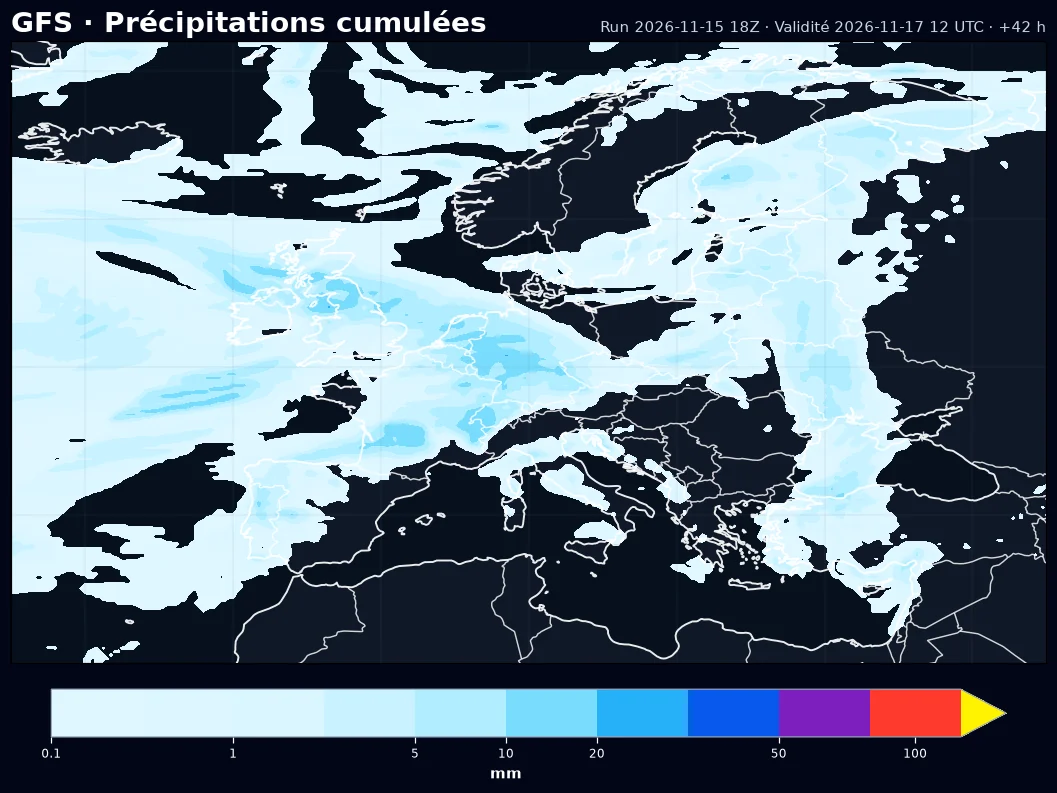 GFS · Précipitations cumulées
Run 2026-11-15 18Z · Validité 2026-11-17 12 UTC · +42 h
0.1 1 5 10 20 50 100
mm